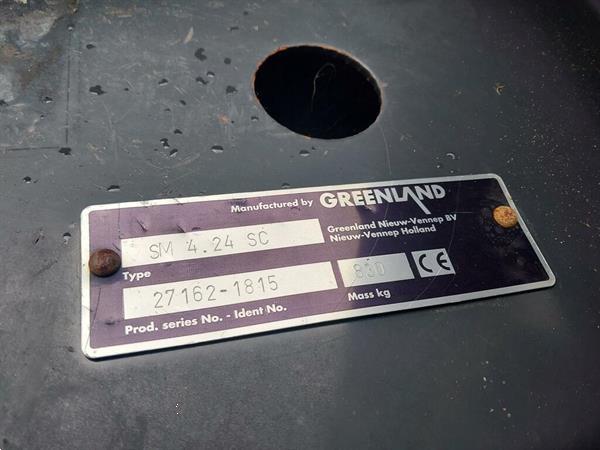 Manufactured by GREENLAND
Greenland Nieuw-Vennep BV
Nieuw-Vennep Holland
SM 4.24 SC
Type
27162-1815
830
CE
Mass kg
Prod. series No. - Ident No.